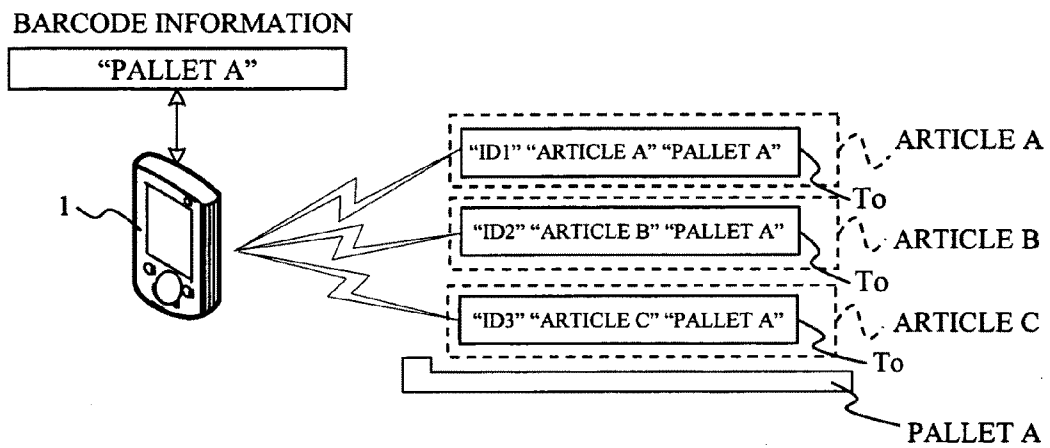 BARCODE INFORMATION
“PALLET A”
1
“ID1” “ARTICLE A” “PALLET A”
ARTICLE A
To
“ID2” “ARTICLE B” “PALLET A”
ARTICLE B
To
“ID3” “ARTICLE C” “PALLET A”
ARTICLE C
To
PALLET A